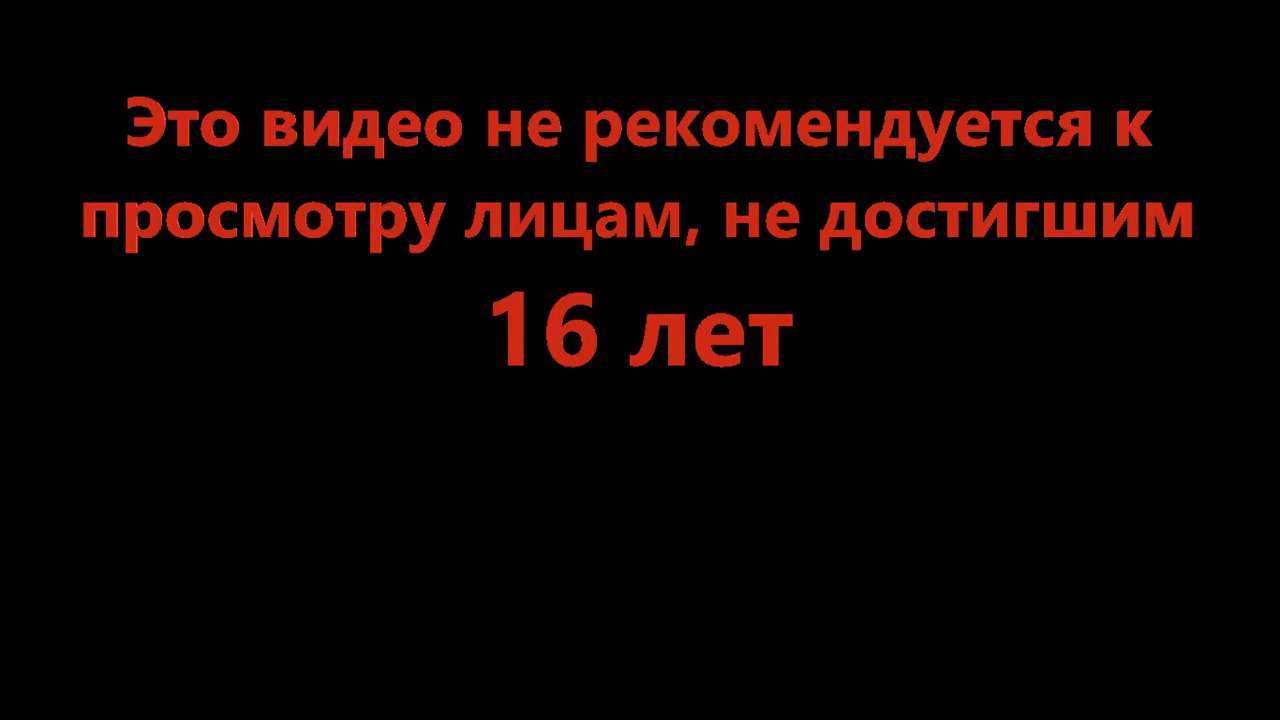 Это видео не рекомендуется к
просмотру лицам, не достигшим
16 лет